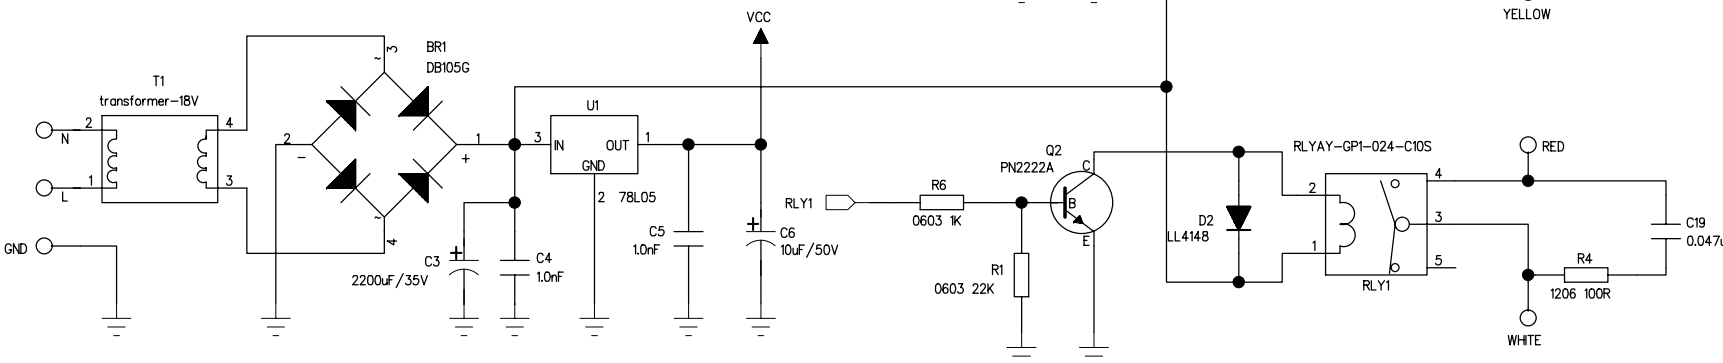 YELLOW
T1
transformer-18V
N
2
4
L
1
3
GND
BR1
DB105G
~
3
2
-
1
+
~
4
C3
2200uF/35V
+
C4
1.0nF
U1
3
IN
OUT
1
GND
2
78L05
C5
1.0nF
VCC
+
C6
10uF/50V
RLY1
R6
0603 1K
R1
0603 22K
Q2
PN2222A
C
B
E
D2
LL4148
RLYAY-GP1-024-C10S
2
1
4
3
5
RLY1
RED
C19
0.047u
R4
1206 100R
WHITE